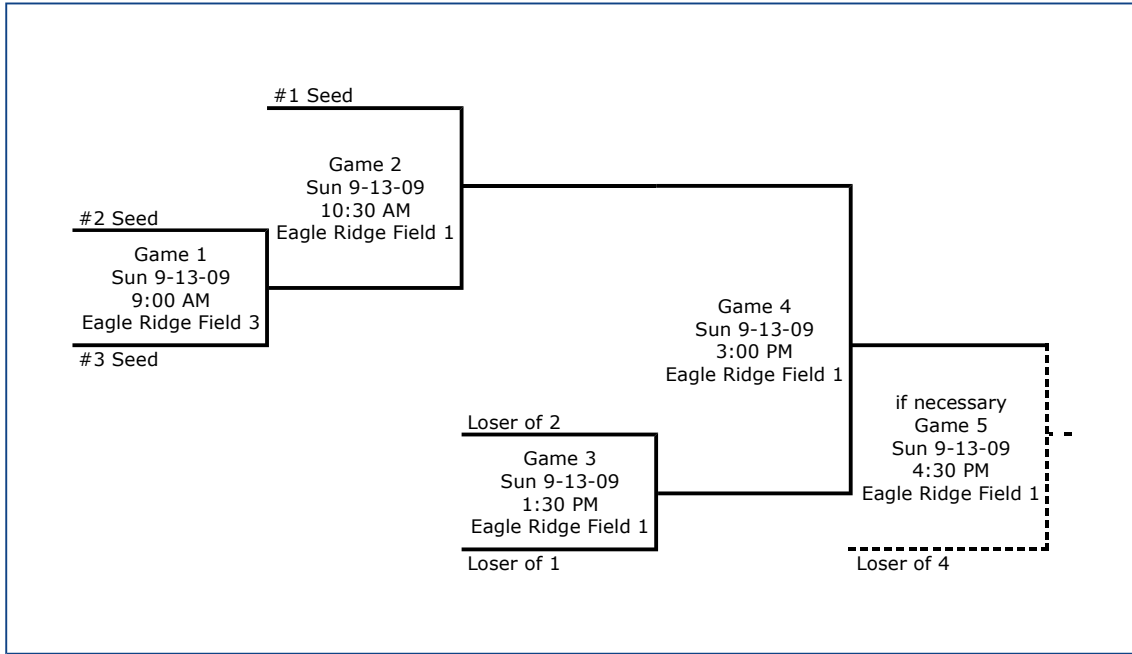 #1 Seed
Game 2
Sun 9-13-09
10:30 AM
Eagle Ridge Field 1
#2 Seed
Game 1
Sun 9-13-09
9:00 AM
Eagle Ridge Field 3
#3 Seed
Game 4
Sun 9-13-09
3:00 PM
Eagle Ridge Field 1
Loser of 2
Game 3
Sun 9-13-09
1:30 PM
Eagle Ridge Field 1
Loser of 1
if necessary
Game 5
Sun 9-13-09
4:30 PM
Eagle Ridge Field 1
Loser of 4